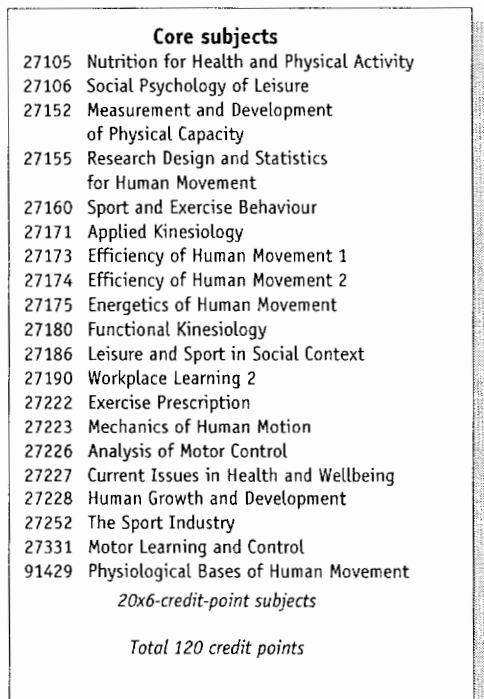 Core subjects
27105 Nutrition for Health and Physical Activity
27106 Social Psychology of Leisure
27152 Measurement and Development
of Physical Capacity
27155 Research Design and Statistics
for Human Movement
27160 Sport and Exercise Behaviour
27171 Applied Kinesiology
27173 Efficiency of Human Movement 1
27174 Efficiency of Human Movement 2
27175 Energetics of Human Movement
27180 Functional Kinesiology
27186 Leisure and Sport in Social Context
27190 Workplace Learning 2
27222 Exercise Prescription
27223 Mechanics of Human Motion
27226 Analysis of Motor Control
27227 Current Issues in Health and Wellbeing
27228 Human Growth and Development
27252 The Sport Industry
27331 Motor Learning and Control
91429 Physiological Bases of Human Movement
20x6-credit-point subjects
Total 120 credit points